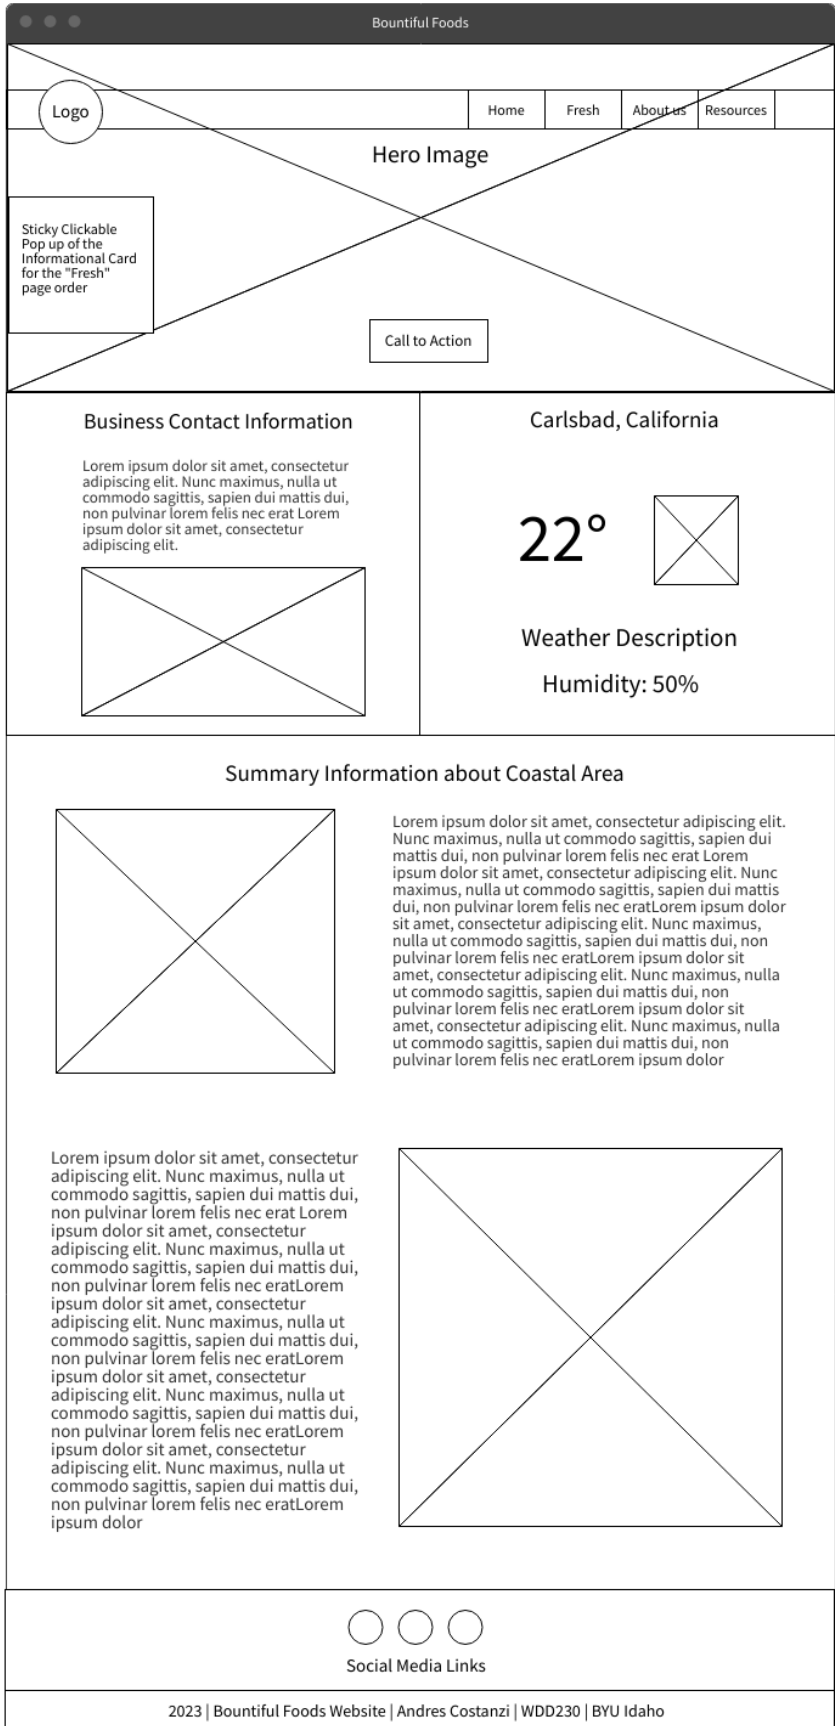 Bountiful Foods
Logo
Home
Fresh
About us
Resources
Hero Image
Sticky Clickable
Pop up of the
Informational Card
for the "Fresh"
page order
Call to Action
Business Contact Information
Lorem ipsum dolor sit amet, consectetur
adipiscing elit. Nunc maximus, nulla ut
commodo sagittis, sapien dui mattis dui,
non pulvinar lorem felis nec erat Lorem
ipsum dolor sit amet, consectetur
adipiscing elit.
Carlsbad, California
22°
Weather Description
Humidity: 50%
Summary Information about Coastal Area
Lorem ipsum dolor sit amet, consectetur adipiscing elit.
Nunc maximus, nulla ut commodo sagittis, sapien dui
mattis dui, non pulvinar lorem felis nec erat Lorem
ipsum dolor sit amet, consectetur adipiscing elit. Nunc
maximus, nulla ut commodo sagittis, sapien dui mattis
dui, non pulvinar lorem felis nec eratLorem ipsum dolor
sit amet, consectetur adipiscing elit. Nunc maximus,
nulla ut commodo sagittis, sapien dui mattis dui, non
pulvinar lorem felis nec eratLorem ipsum dolor sit
amet, consectetur adipiscing elit. Nunc maximus, nulla
ut commodo sagittis, sapien dui mattis dui, non
pulvinar lorem felis nec eratLorem ipsum dolor sit
amet, consectetur adipiscing elit. Nunc maximus, nulla
ut commodo sagittis, sapien dui mattis dui, non
pulvinar lorem felis nec eratLorem ipsum dolor
Lorem ipsum dolor sit amet, consectetur
adipiscing elit. Nunc maximus, nulla ut
commodo sagittis, sapien dui mattis dui,
non pulvinar lorem felis nec erat Lorem
ipsum dolor sit amet, consectetur
adipiscing elit. Nunc maximus, nulla ut
commodo sagittis, sapien dui mattis dui,
non pulvinar lorem felis nec eratLorem
ipsum dolor sit amet, consectetur
adipiscing elit. Nunc maximus, nulla ut
commodo sagittis, sapien dui mattis dui,
non pulvinar lorem felis nec eratLorem
ipsum dolor sit amet, consectetur
adipiscing elit. Nunc maximus, nulla ut
commodo sagittis, sapien dui mattis dui,
non pulvinar lorem felis nec eratLorem
ipsum dolor sit amet, consectetur
adipiscing elit. Nunc maximus, nulla ut
commodo sagittis, sapien dui mattis dui,
non pulvinar lorem felis nec eratLorem
ipsum dolor
Social Media Links
2023 | Bountiful Foods Website | Andres Costanzi | WDD230 | BYU Idaho